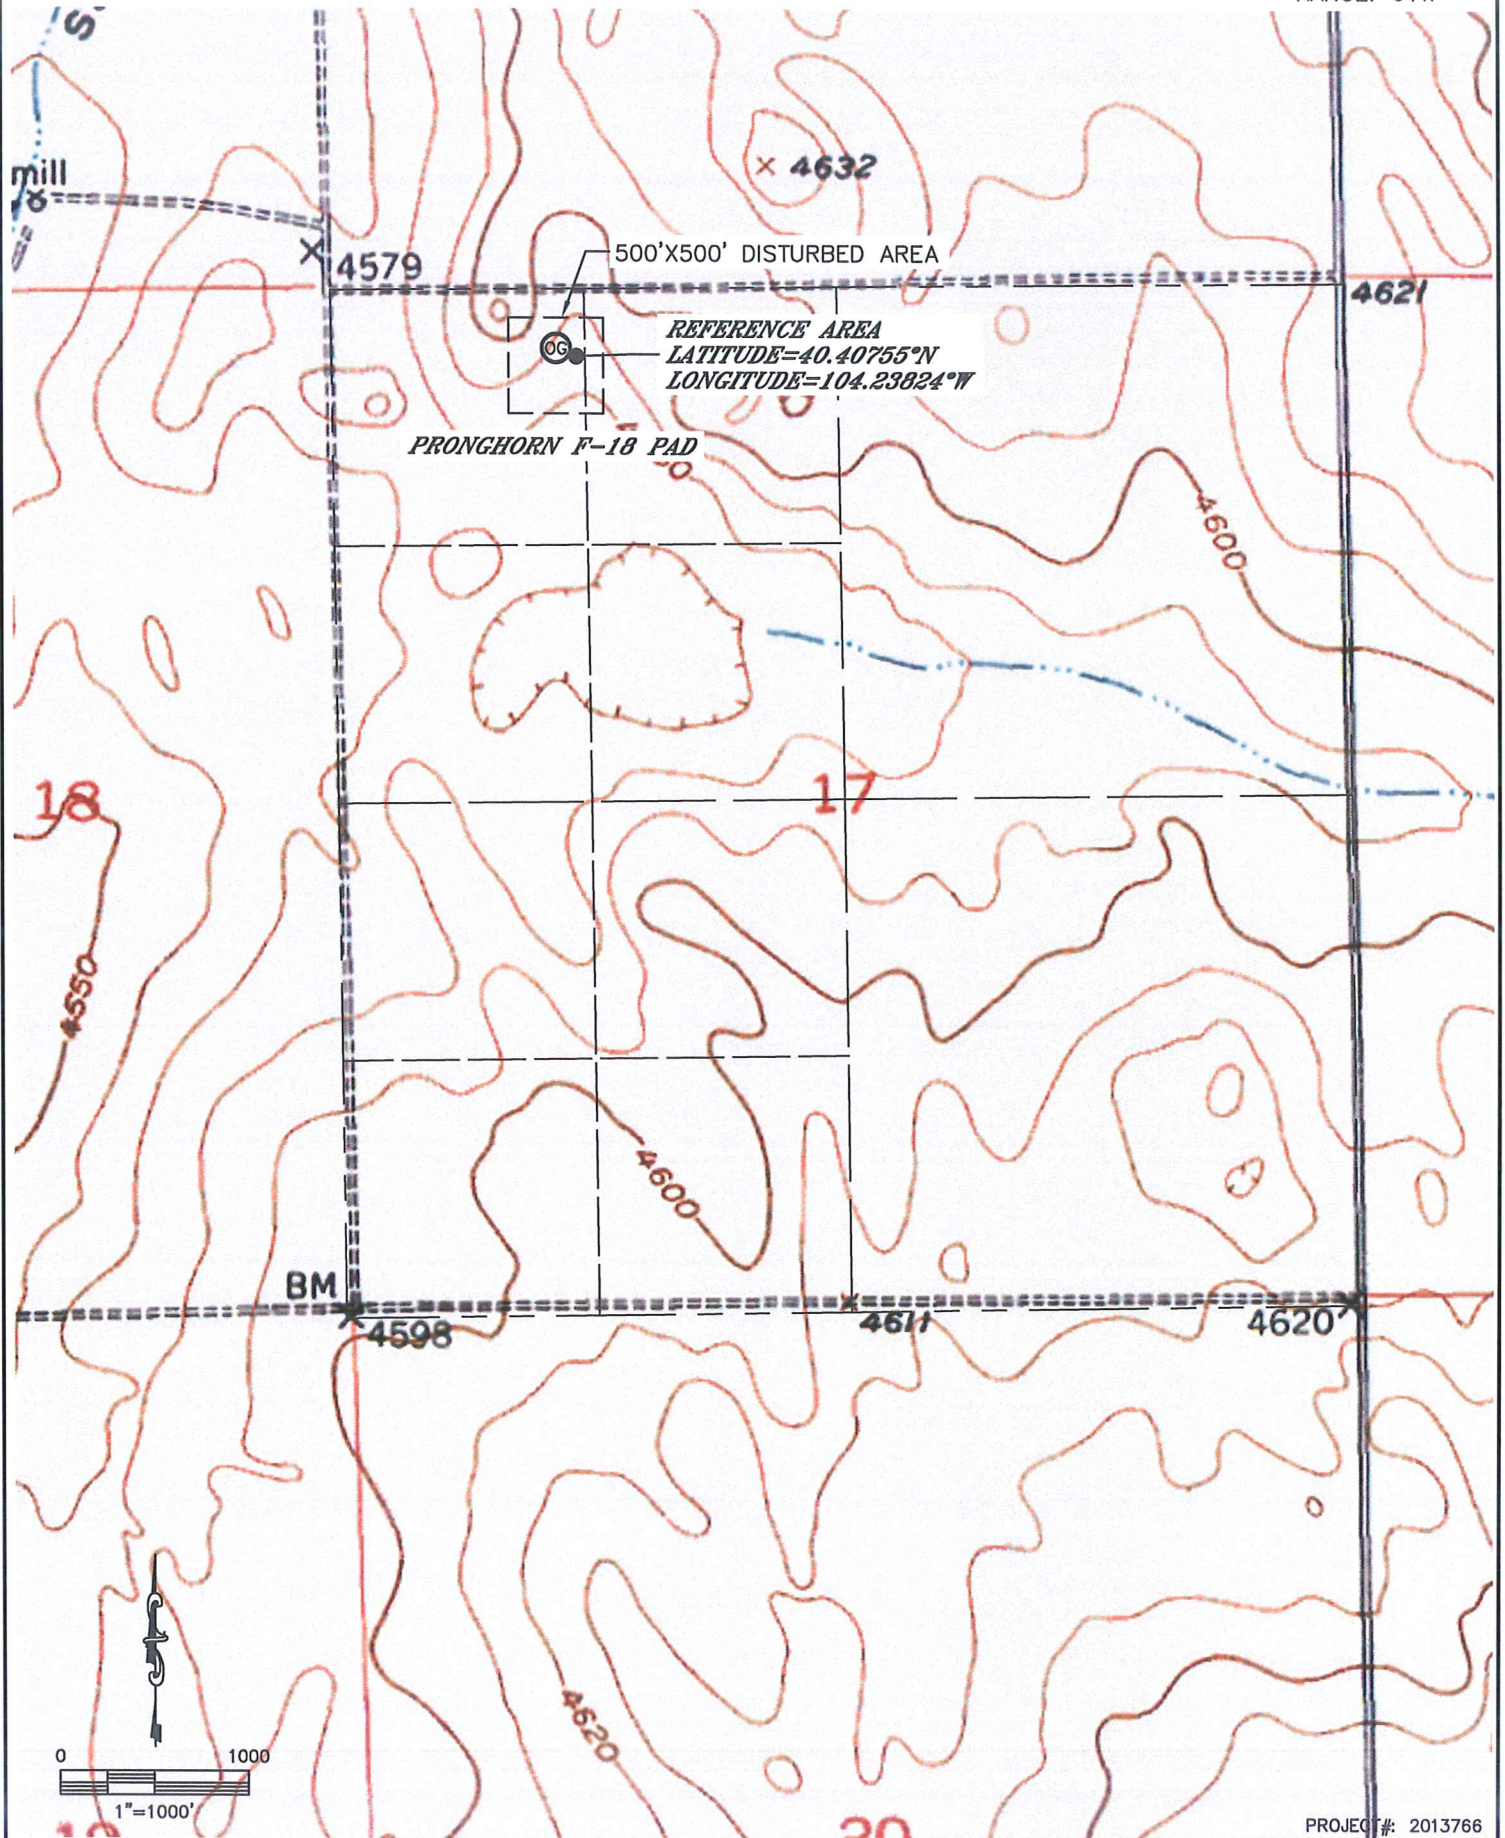 mill
4632
500'X500' DISTURBED AREA
4579
4621
REFERENCE AREA
LATITUDE=40.40755°N
LONGITUDE=104.23824°W
OG
PRONGHORN F-18 PAD
4600
18
17
4550
4600
BM
4598
4611
4620
4620
0 1000
1"=1000'
20
PROJECT#: 2013766